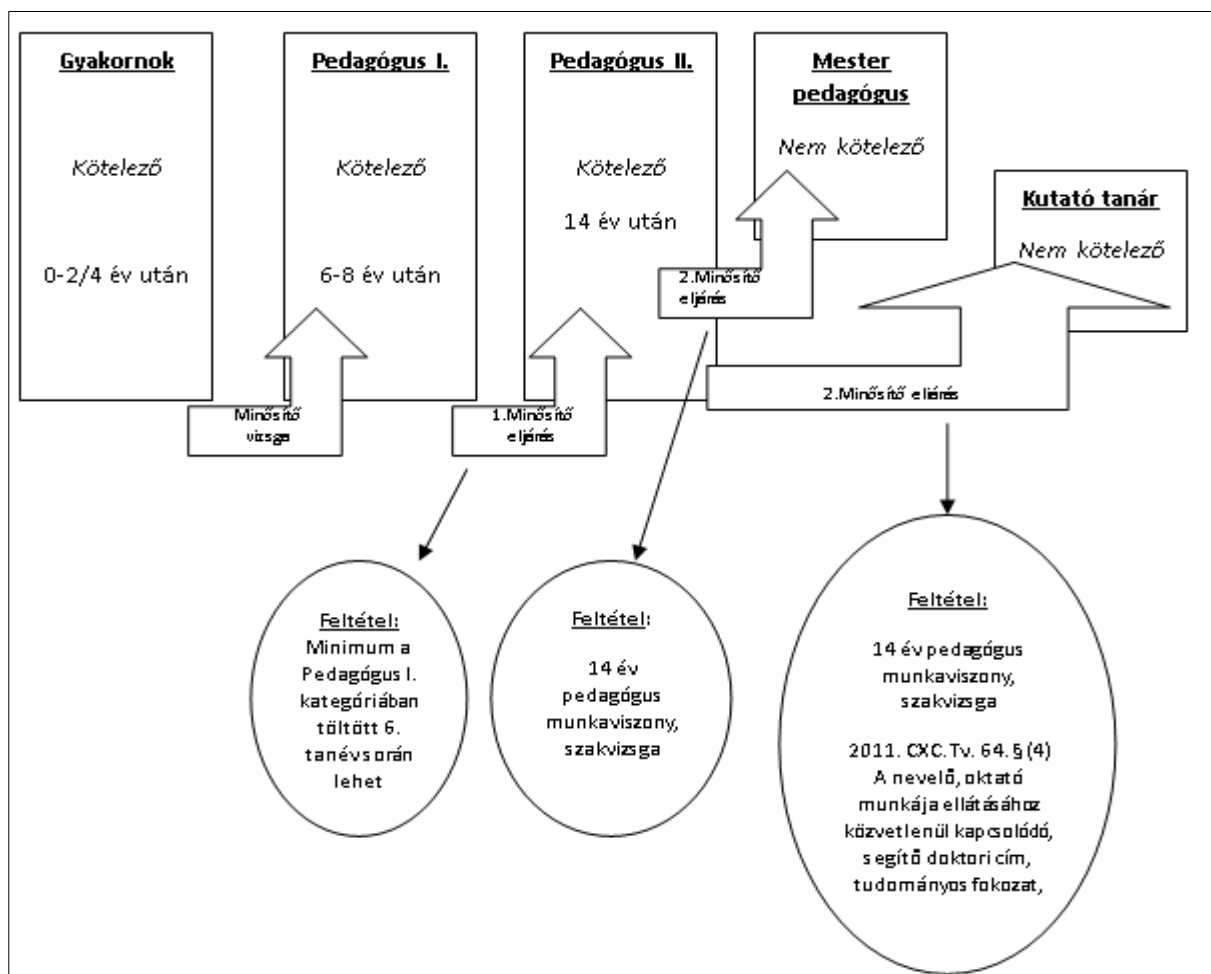 Gyakornok
Kötelező
0-2/4 év után
Pedagógus I.
Kötelező
6-8 év után
Pedagógus II.
Kötelező
14 év után
Mester
pedagógus
Nem kötelező
Kutató tanár
Nem kötelező
Minősítő
vizsga
1.Minősítő
eljárás
2.Minősítő
eljárás
2.Minősítő eljárás
Feltétel:
Minimum a
Pedagógus I.
kategóriában
töltött 6.
tanév során
lehet
Feltétel:
14 év
pedagógus
munkaviszony,
szakvizsga
Feltétel:
14 év pedagógus
munkaviszony,
szakvizsga
2011. CXC. Tv. 64. § (4)
A nevelő, oktató
munkája ellátásához
közvetlenül kapcsolódó,
segítő doktori cím,
tudományos fokozat,